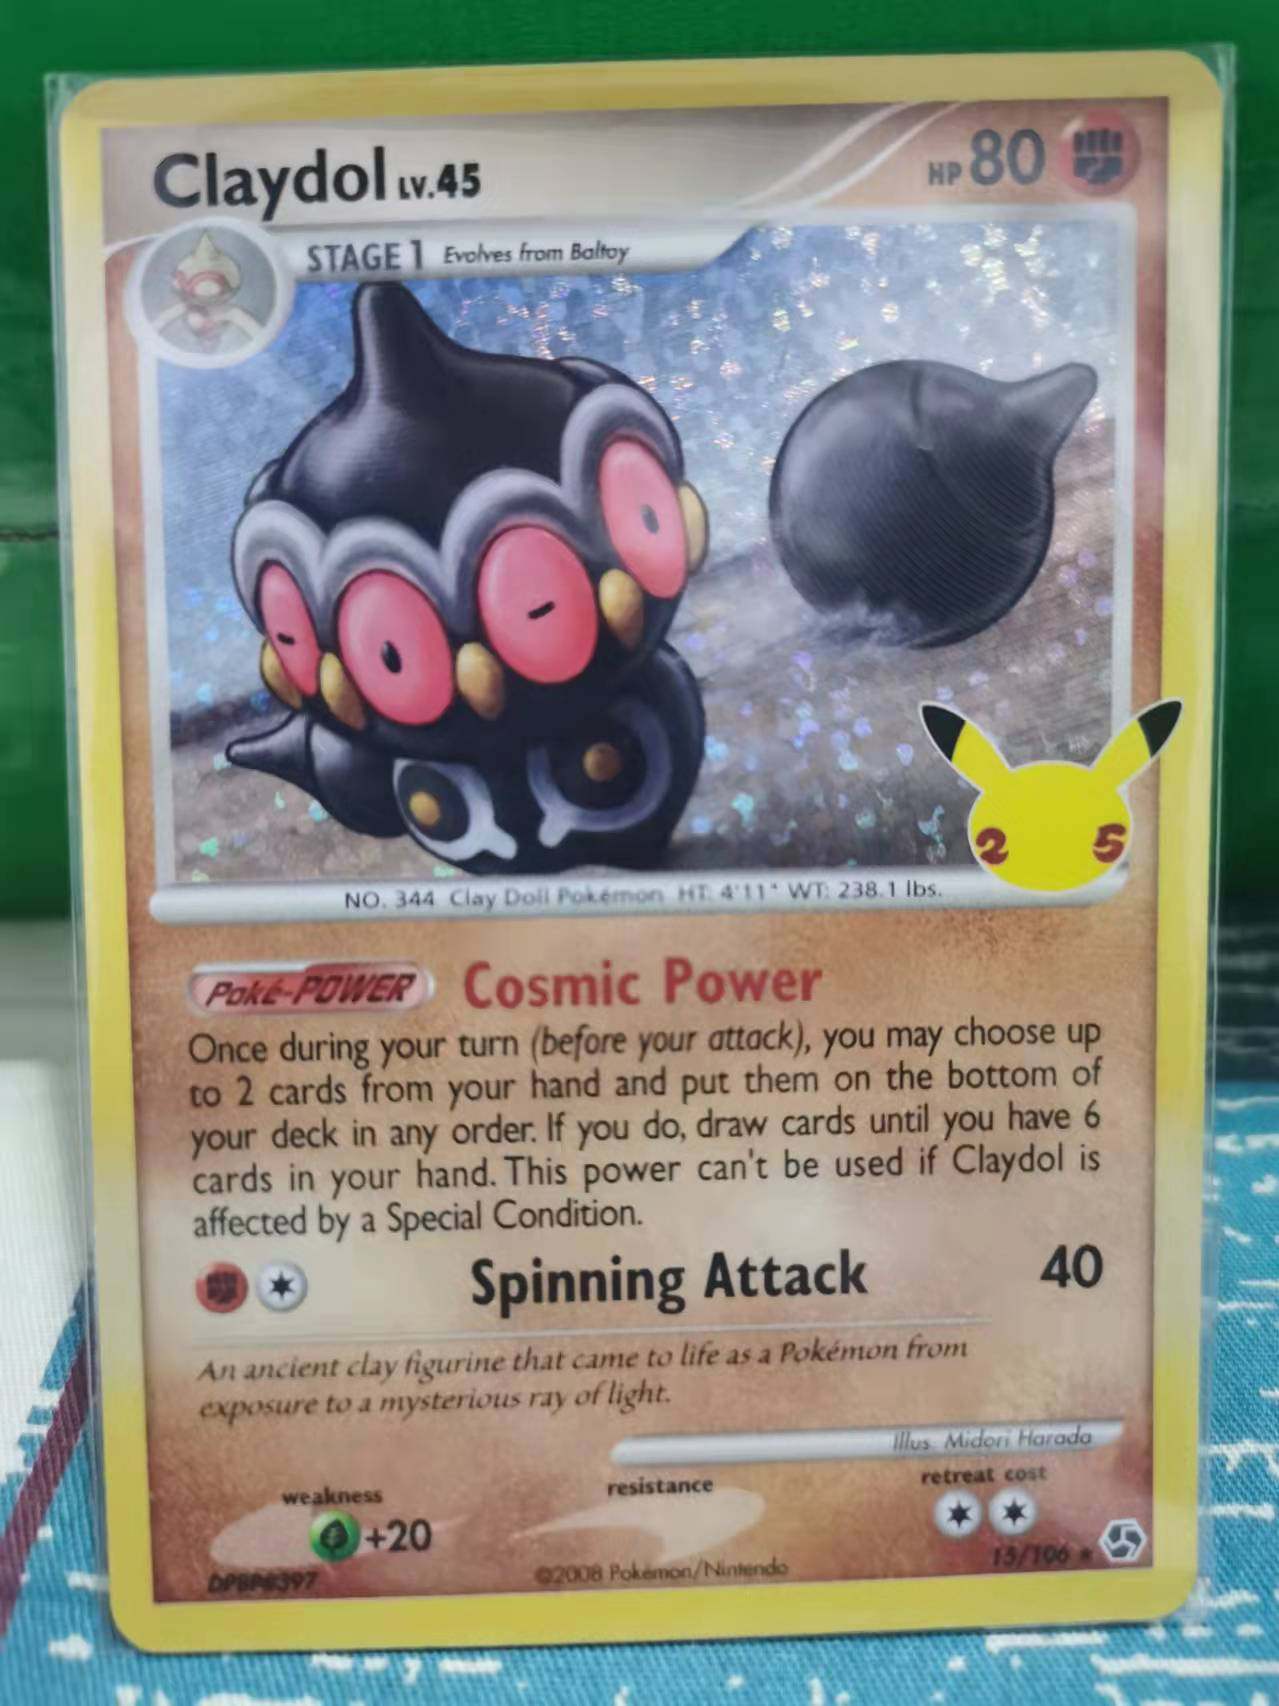 Claydol LV.45
HP 80
STAGE 1 Evolves from Baltoy
2 5
NO. 344 Clay Doll Pokémon HT: 4'11" WT: 238.1 lbs.
Poké-POWER Cosmic Power
Once during your turn (before your attack), you may choose up
to 2 cards from your hand and put them on the bottom of
your deck in any order. If you do, draw cards until you have 6
cards in your hand. This power can't be used if Claydol is
affected by a Special Condition.
Spinning Attack 40
An ancient clay figurine that came to life as a Pokémon from
exposure to a mysterious ray of light.
Illus. Midori Harada
weakness resistance retreat cost
+20
DPBP#397 ©2008 Pokémon/Nintendo 15/106 ★